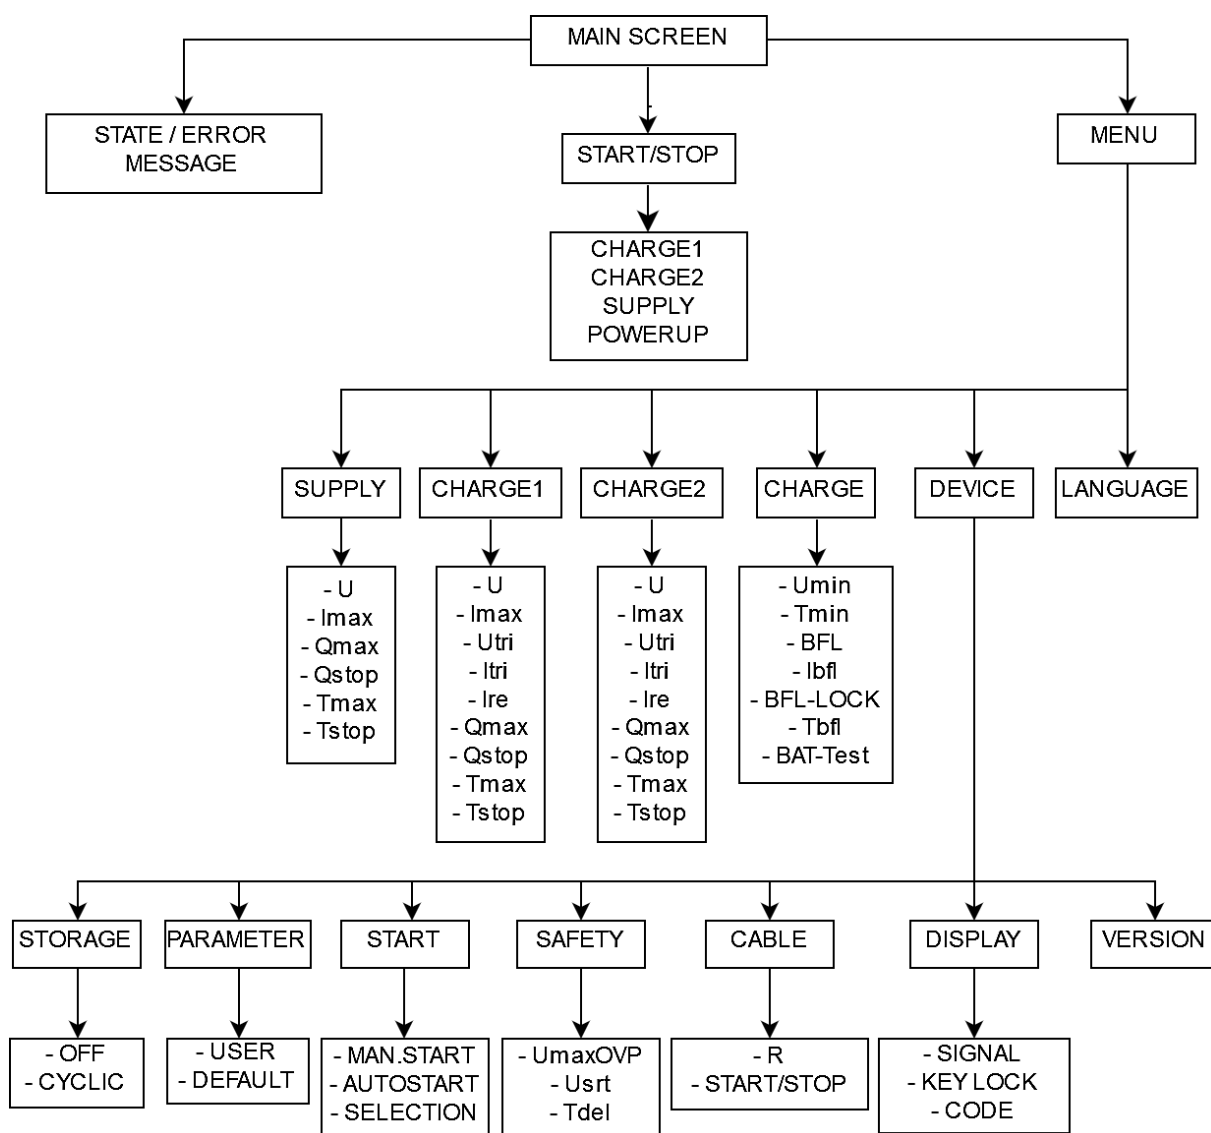 MAIN SCREEN
STATE / ERROR
MESSAGE
START/STOP
MENU
CHARGE1
CHARGE2
SUPPLY
POWERUP
SUPPLY
CHARGE1
CHARGE2
CHARGE
DEVICE
LANGUAGE
- U
- Imax
- Qmax
- Qstop
- Tmax
- Tstop
- U
- Imax
- Utri
- Itri
- Ire
- Qmax
- Qstop
- Tmax
- Tstop
- U
- Imax
- Utri
- Itri
- Ire
- Qmax
- Qstop
- Tmax
- Tstop
- Umin
- Tmin
- BFL
- Ibfl
- BFL-LOCK
- Tbfl
- BAT-Test
STORAGE
PARAMETER
START
SAFETY
CABLE
DISPLAY
VERSION
- OFF
- CYCLIC
- USER
- DEFAULT
- MAN.START
- AUTOSTART
- SELECTION
- UmaxOVP
- Usrt
- Tdel
- R
- START/STOP
- SIGNAL
- KEY LOCK
- CODE